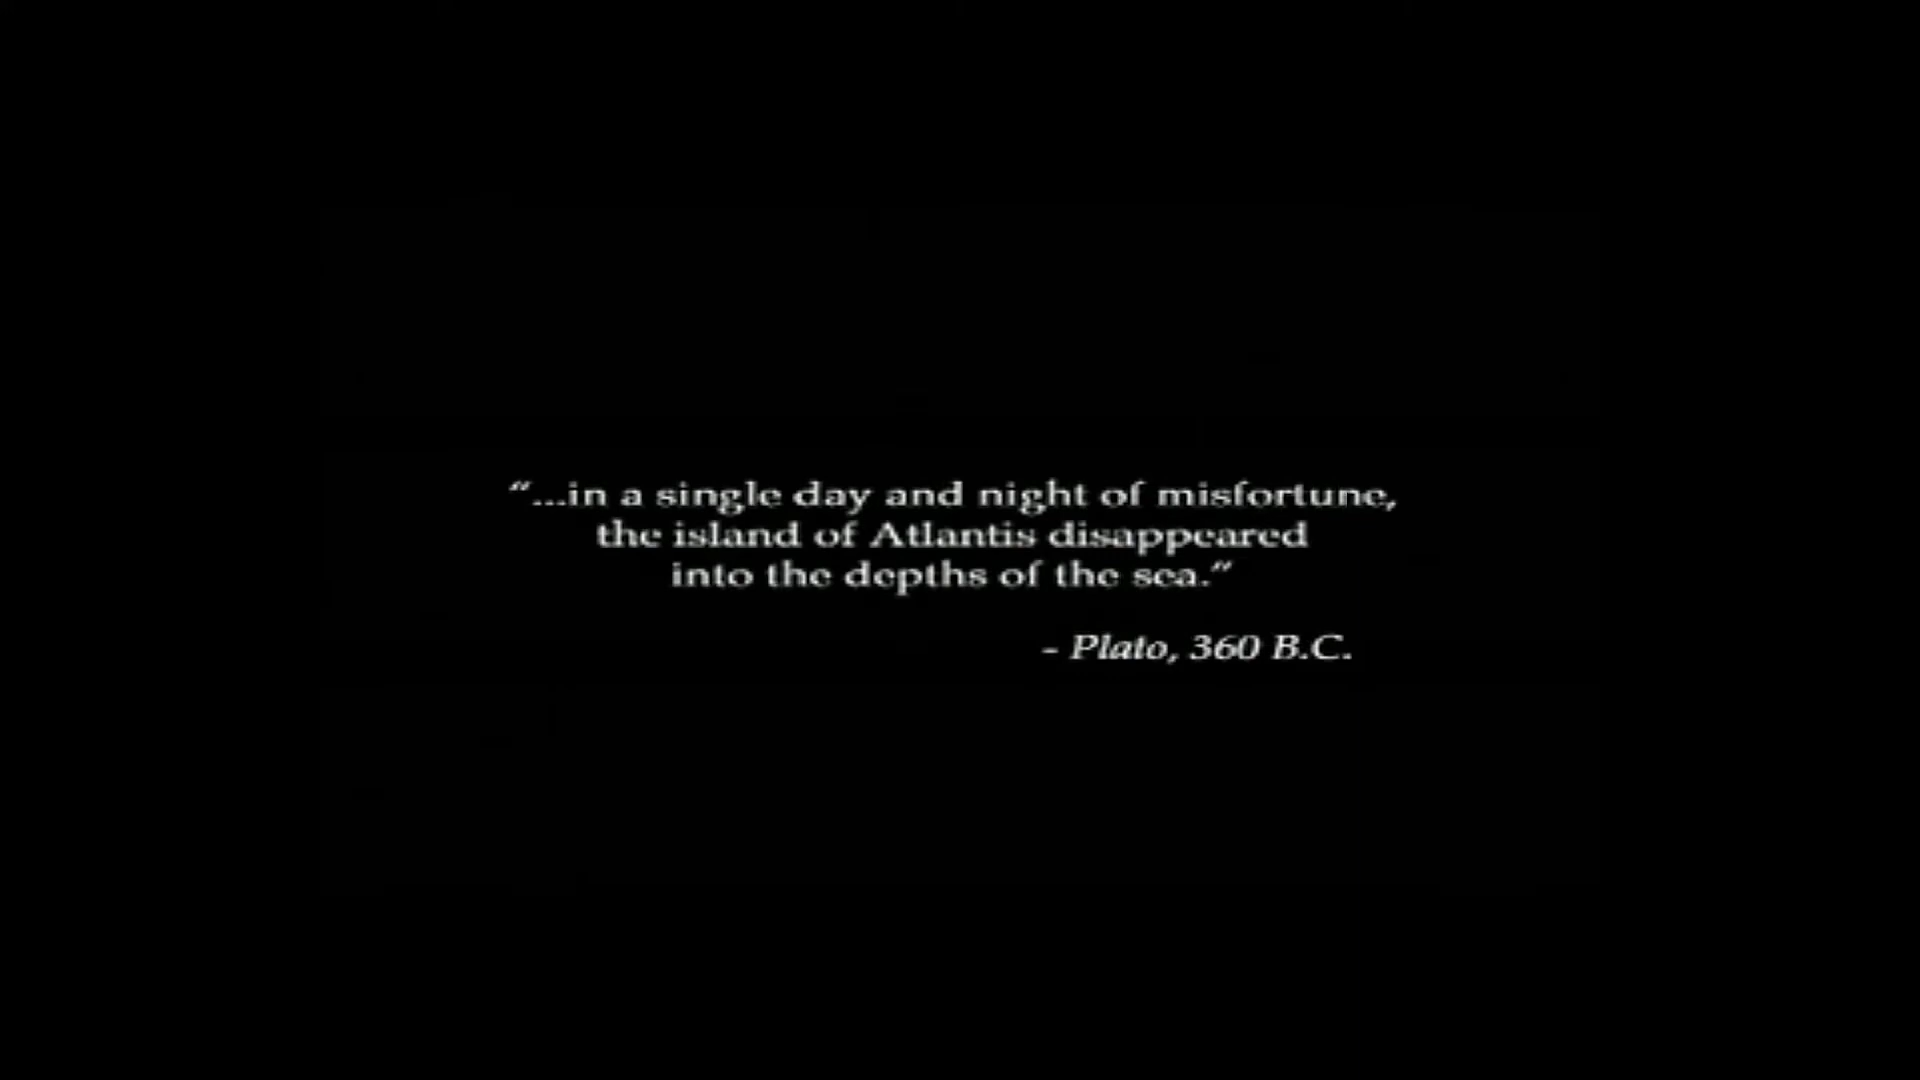 “...in a single day and night of misfortune,
the island of Atlantis disappeared
into the depths of the sea.”
- Plato, 360 B.C.